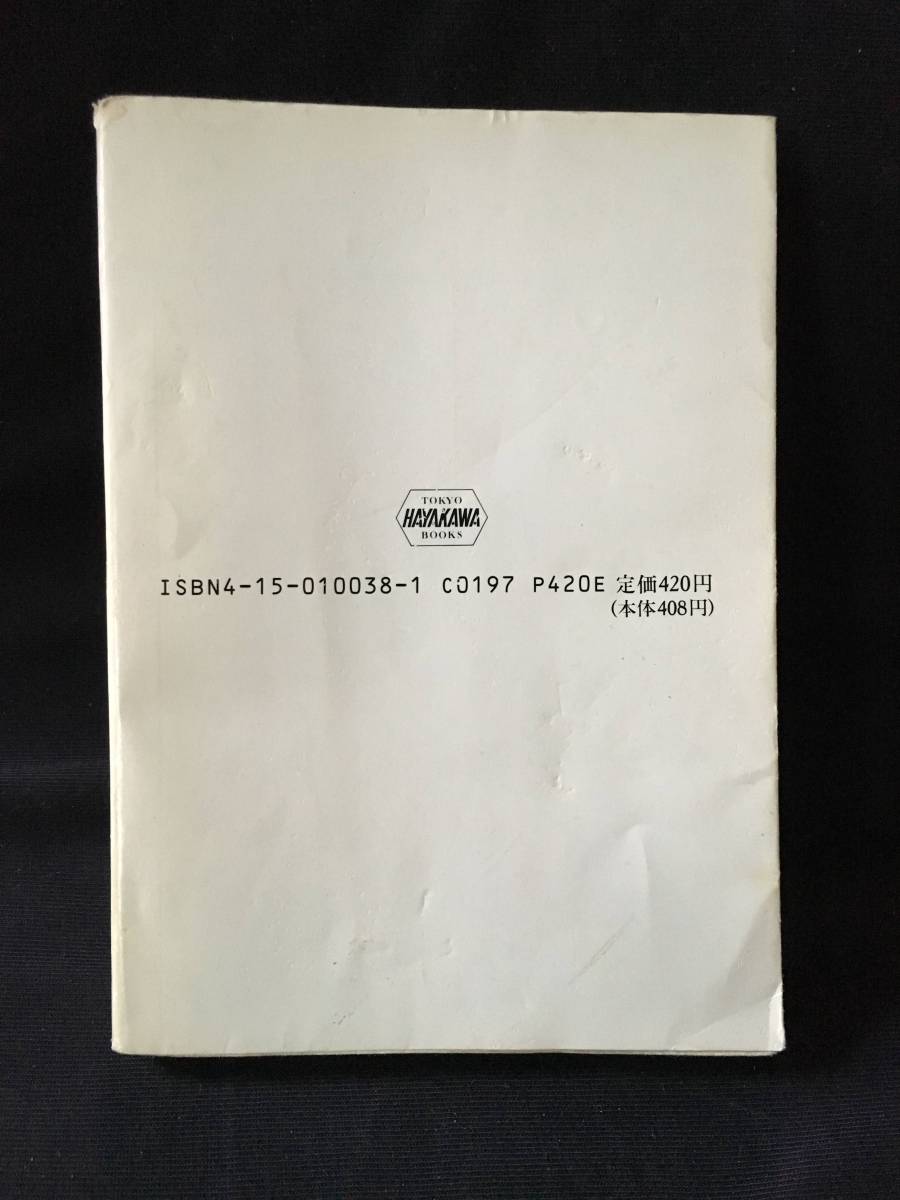 TOKYO
HAYAKAWA
BOOKS
ISBN4-15-010038-1 C0197 P420E 定価420円
(本体408円)